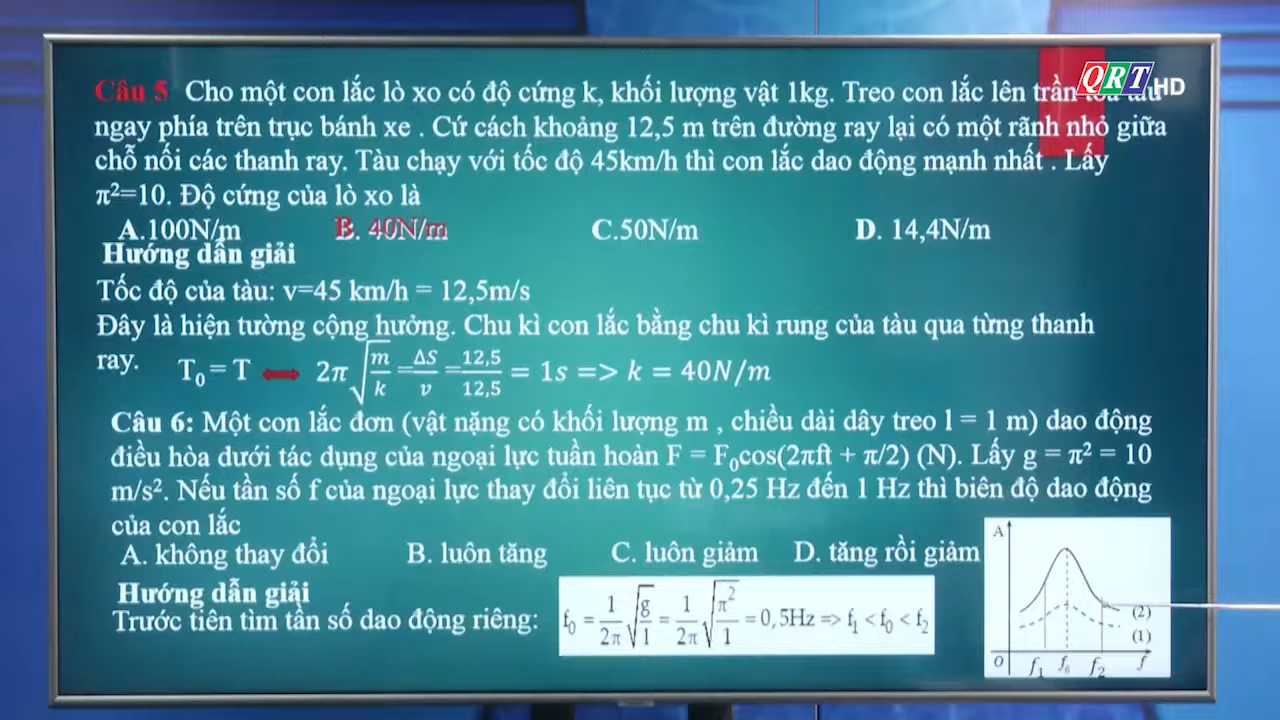 QRT HD
Câu 5 Cho một con lắc lò xo có độ cứng k, khối lượng vật 1kg. Treo con lắc lên trần toa tàu
ngay phía trên trục bánh xe . Cứ cách khoảng 12,5 m trên đường ray lại có một rãnh nhỏ giữa
chỗ nối các thanh ray. Tàu chạy với tốc độ 45km/h thì con lắc dao động mạnh nhất . Lấy
π²=10. Độ cứng của lò xo là
A.100N/m B. 40N/m C.50N/m D. 14,4N/m
Hướng dẫn giải
Tốc độ của tàu: v=45 km/h = 12,5m/s
Đây là hiện tường cộng hưởng. Chu kì con lắc bằng chu kì rung của tàu qua từng thanh
ray. T₀ = T ⟺ 2π√(m/k) = ΔS/v = 12,5/12,5 = 1s => k = 40N/m
Câu 6: Một con lắc đơn (vật nặng có khối lượng m , chiều dài dây treo l = 1 m) dao động
điều hòa dưới tác dụng của ngoại lực tuần hoàn F = F₀cos(2πft + π/2) (N). Lấy g = π² = 10
m/s². Nếu tần số f của ngoại lực thay đổi liên tục từ 0,25 Hz đến 1 Hz thì biên độ dao động
của con lắc
A. không thay đổi B. luôn tăng C. luôn giảm D. tăng rồi giảm
Hướng dẫn giải
Trước tiên tìm tần số dao động riêng: f₀ = 1/2π √(g/l) = 1/2π √(π²/1) = 0,5Hz => f₁ < f₀ < f₂
A
(2)
(1)
O f₁ f₀ f₂ f